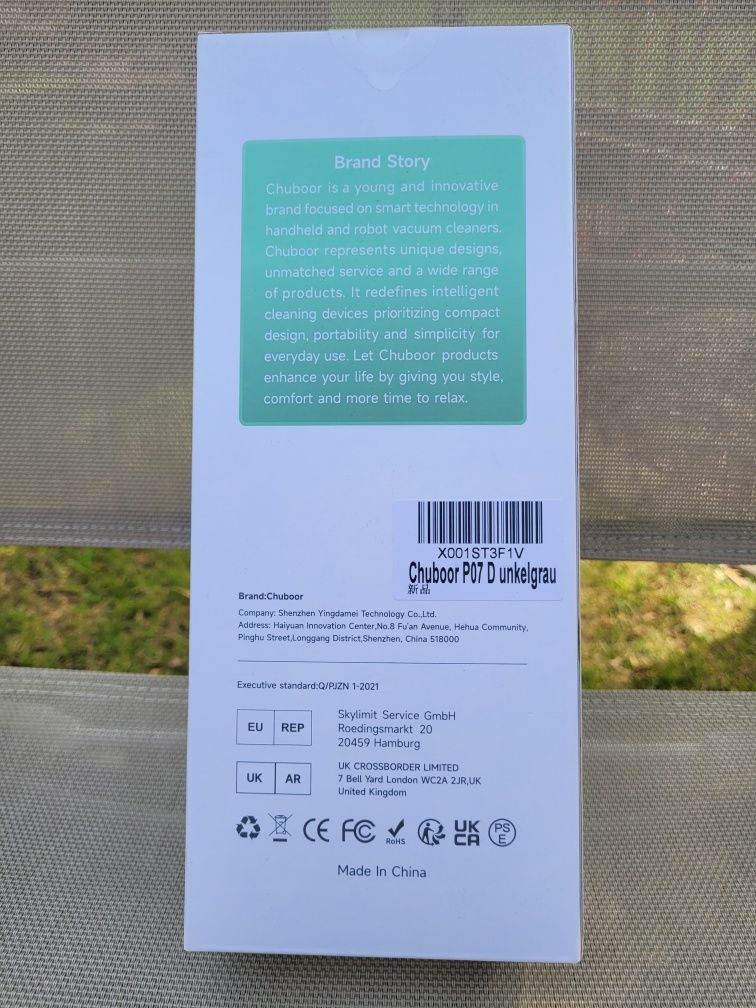 Brand Story
Chuboor is a young and innovative
brand focused on smart technology in
handheld and robot vacuum cleaners.
Chuboor represents unique designs,
unmatched service and a wide range
of products. It redefines intelligent
cleaning devices prioritizing compact
design, portability and simplicity for
everyday use. Let Chuboor products
enhance your life by giving you style,
comfort and more time to relax.
X001ST3F1V
Chuboor P07 D unkelgrau
新品
Brand:Chuboor
Company: Shenzhen Yingdamei Technology Co.,Ltd.
Address: Haiyuan Innovation Center,No.8 Fu'an Avenue, Hehua Community,
Pinghu Street,Longgang District,Shenzhen, China 518000
Executive standard:Q/PJZN 1-2021
EU REP
Skylimit Service GmbH
Roedingsmarkt 20
20459 Hamburg
UK AR
UK CROSSBORDER LIMITED
7 Bell Yard London WC2A 2JR,UK
United Kingdom
CE FC RoHS UK CA PS E
Made In China